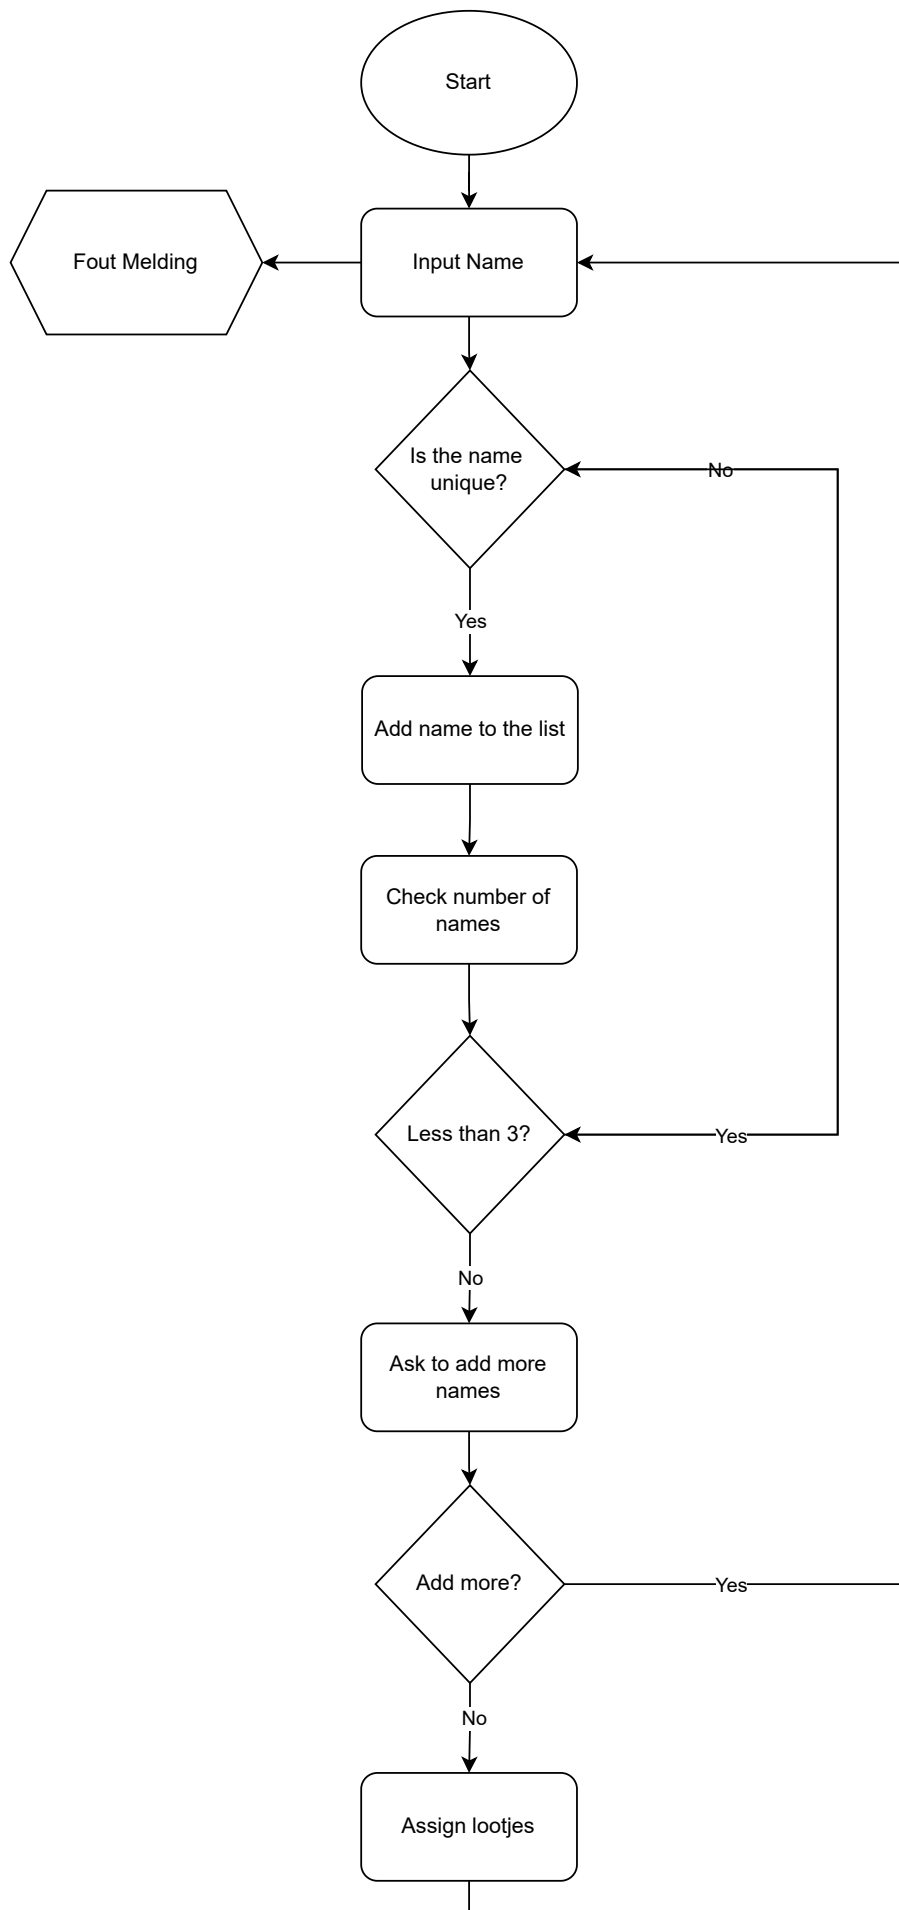 Start
Fout Melding
Input Name
Is the name
unique?
No
Yes
Add name to the list
Check number of
names
Less than 3?
Yes
No
Ask to add more
names
Add more?
Yes
No
Assign lootjes